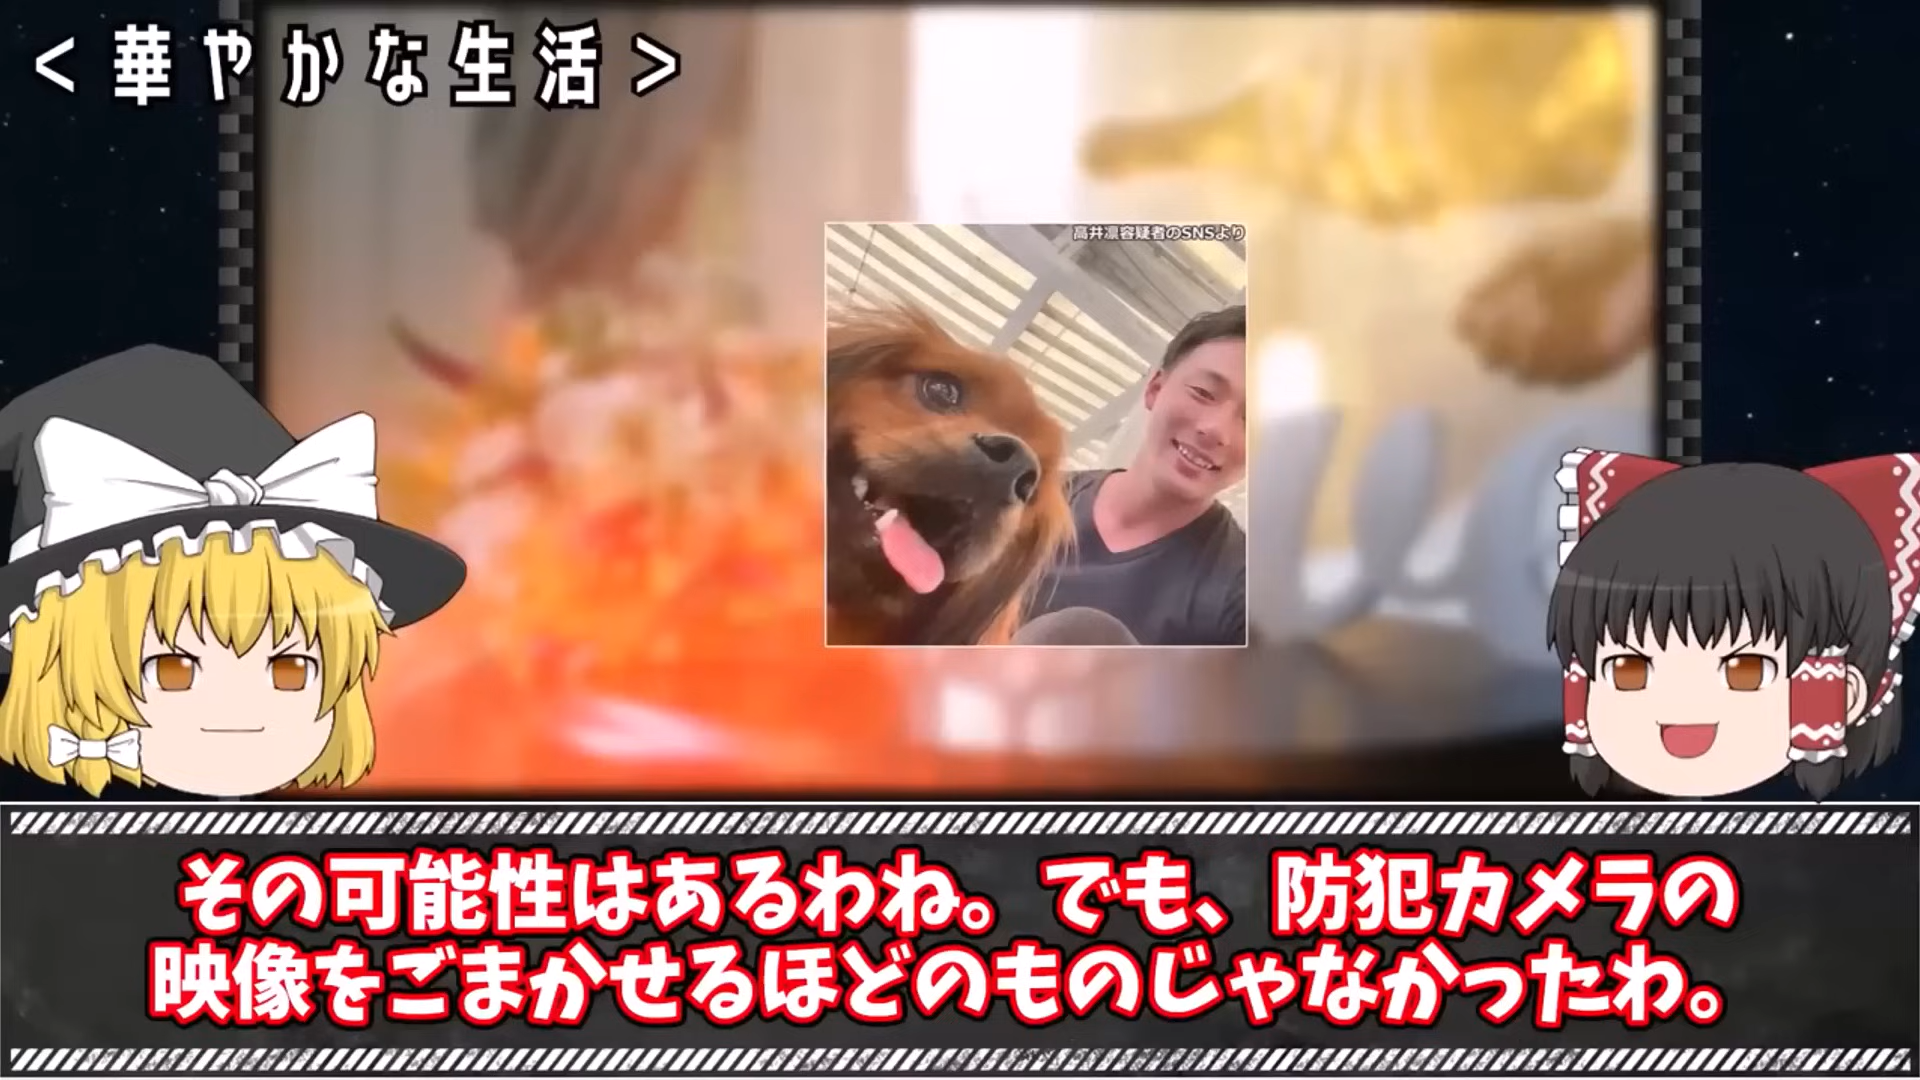 <華やかな生活>
高井凛容疑者のSNSより
その可能性はあるわね。でも、防犯カメラの
映像をごまかせるほどのものじゃなかったわ。